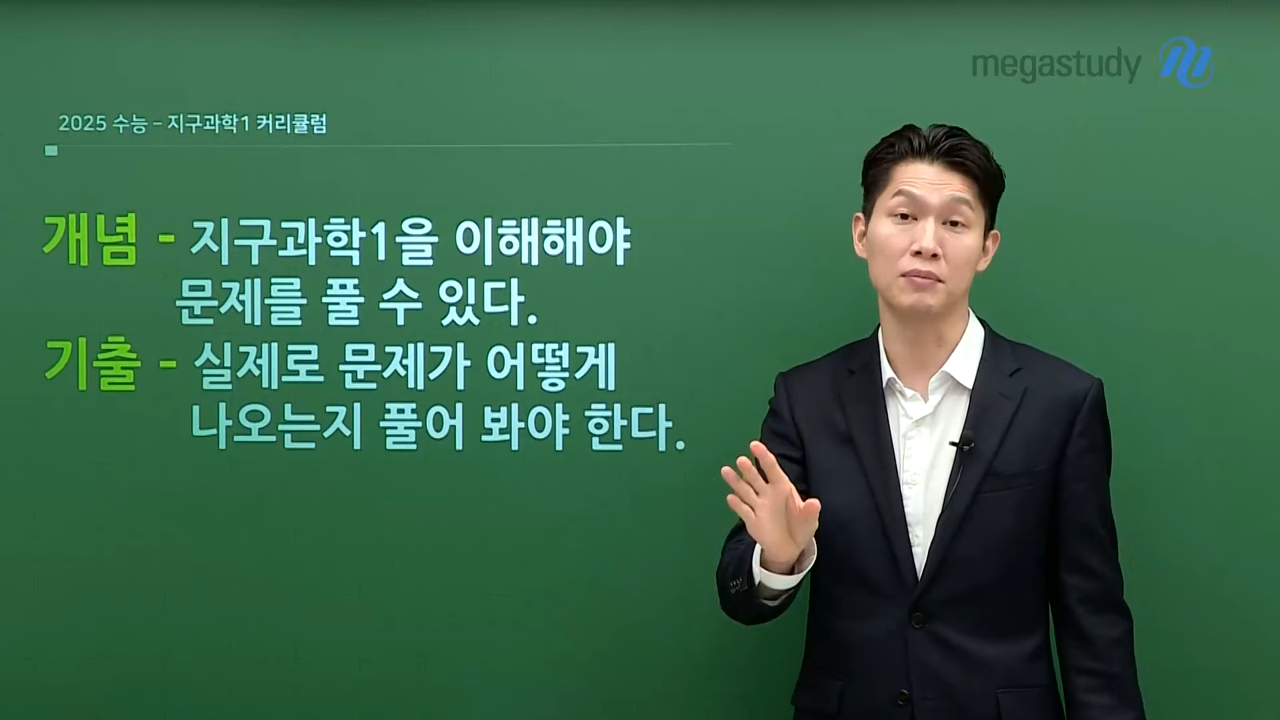 megastudy
2025 수능 - 지구과학1 커리큘럼
개념 - 지구과학1을 이해해야
문제를 풀 수 있다.
기출 - 실제로 문제가 어떻게
나오는지 풀어 봐야 한다.